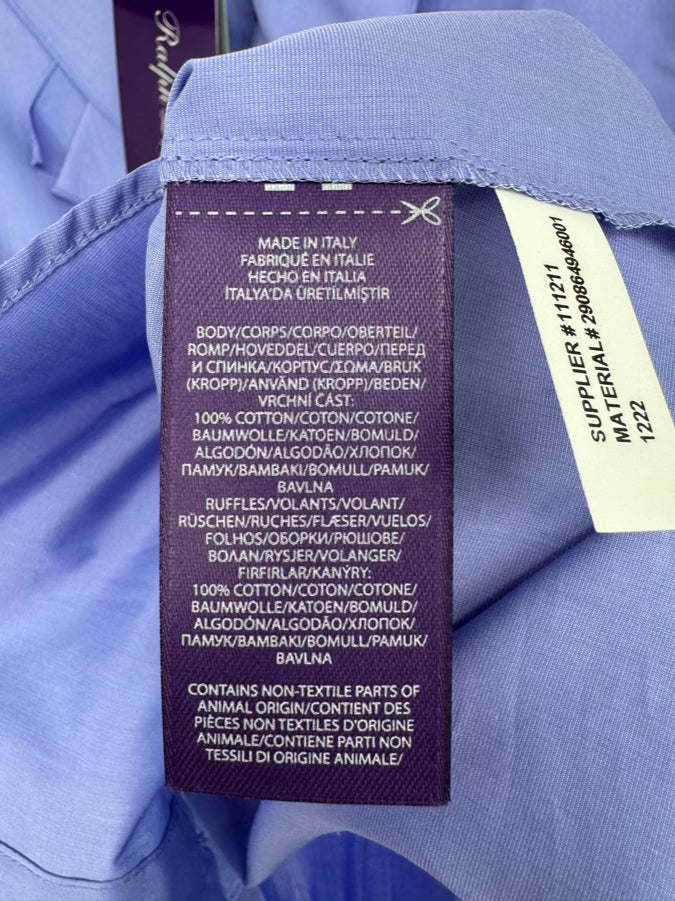 Ralph
MADE IN ITALY
FABRIQUÉ EN ITALIE
HECHO EN ITALIA
İTALYA'DA ÜRETİLMİŞTİR
BODY/CORPS/CORPO/OBERTEIL/
ROMP/HOVEDDEL/CUERPO/ПЕРЕД
И СПИНКА/КОРПУС/ΣΩΜΑ/BRUK
(KROPP)/ANVÄND (KROPP)/BEDEN/
VRCHNÍ ČÁST:
100% COTTON/COTON/COTONE/
BAUMWOLLE/KATOEN/BOMULD/
ALGODÓN/ALGODÃO/ХЛОПОК/
ПАМУК/ΒΑΜΒΑΚΙ/BOMULL/PAMUK/
BAVLNA
RUFFLES/VOLANTS/VOLANT/
RÜSCHEN/RUCHES/FLÆSER/VUELOS/
FOLHOS/ОБОРКИ/РЮШОВЕ/
ΒΟΛΑΝ/RYSJER/VOLANGER/
FIRFIRLAR/KANÝRY:
100% COTTON/COTON/COTONE/
BAUMWOLLE/KATOEN/BOMULD/
ALGODÓN/ALGODÃO/ХЛОПОК/
ПАМУК/ΒΑΜΒΑΚΙ/BOMULL/PAMUK/
BAVLNA
CONTAINS NON-TEXTILE PARTS OF
ANIMAL ORIGIN/CONTIENT DES
PIÈCES NON TEXTILES D'ORIGINE
ANIMALE/CONTIENE PARTI NON
TESSILI DI ORIGINE ANIMALE/
SUPPLIER # 111211
MATERIAL# 290864946001
1222